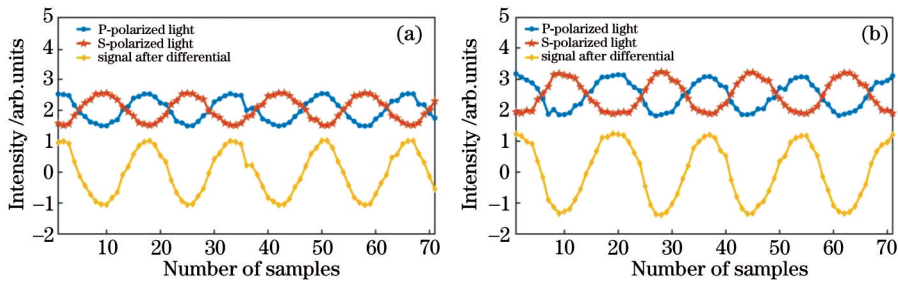 5
4
3
2
1
0
−1
−2
Intensity /arb.units
P-polarized light
S-polarized light
signal after differential
(a)
10 20 30 40 50 60 70
Number of samples
5
4
3
2
1
0
−1
−2
Intensity /arb.units
P-polarized light
S-polarized light
signal after differential
(b)
10 20 30 40 50 60 70
Number of samples